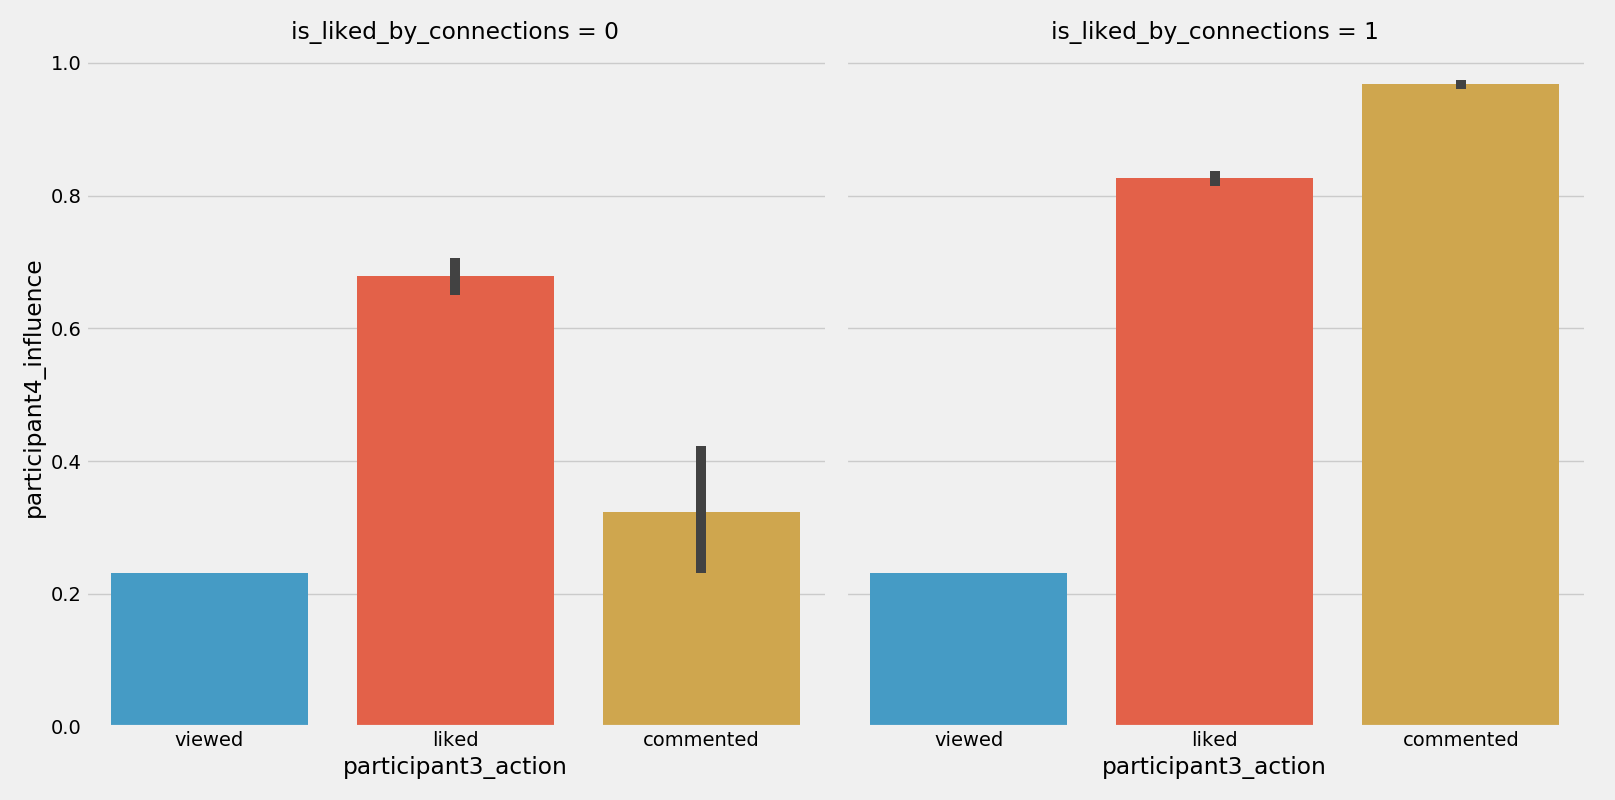 is_liked_by_connections = 0
is_liked_by_connections = 1
participant4_influence
1.0
0.8
0.6
0.4
0.2
0.0
viewed
liked
commented
viewed
liked
commented
participant3_action
participant3_action